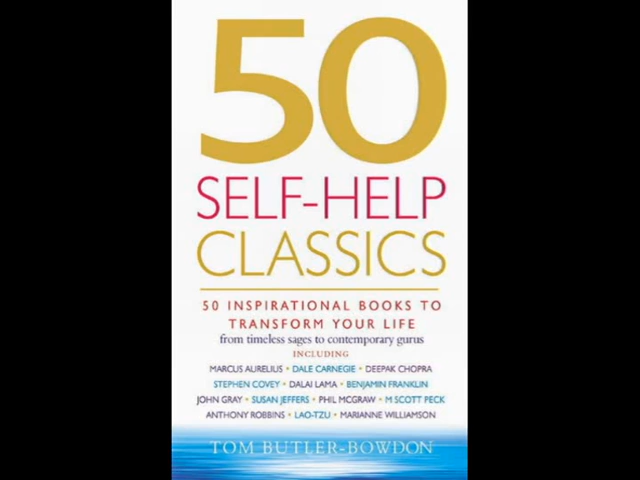 50
SELF-HELP
CLASSICS
50 INSPIRATIONAL BOOKS TO
TRANSFORM YOUR LIFE
from timeless sages to contemporary gurus
INCLUDING
MARCUS AURELIUS • DALE CARNEGIE • DEEPAK CHOPRA
STEPHEN COVEY • DALAI LAMA • BENJAMIN FRANKLIN
JOHN GRAY • SUSAN JEFFERS • PHIL MCGRAW • M SCOTT PECK
ANTHONY ROBBINS • LAO-TZU • MARIANNE WILLIAMSON
TOM BUTLER-BOWDON